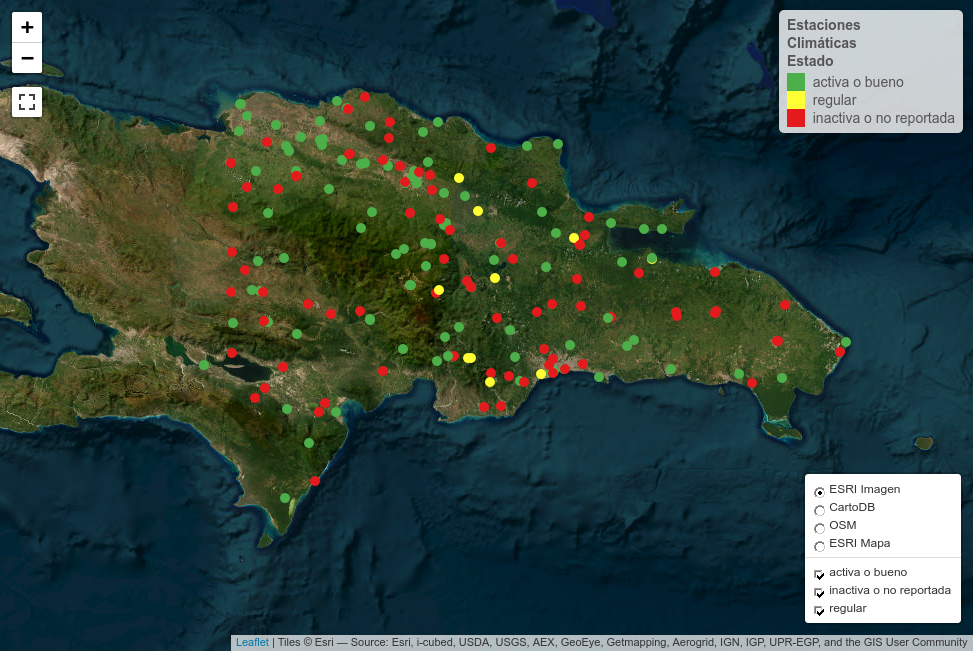 +
−
Estaciones
Climáticas
Estado
activa o bueno
regular
inactiva o no reportada
ESRI Imagen
CartoDB
OSM
ESRI Mapa
activa o bueno
inactiva o no reportada
regular
Leaflet | Tiles © Esri — Source: Esri, i-cubed, USDA, USGS, AEX, GeoEye, Getmapping, Aerogrid, IGN, IGP, UPR-EGP, and the GIS User Community